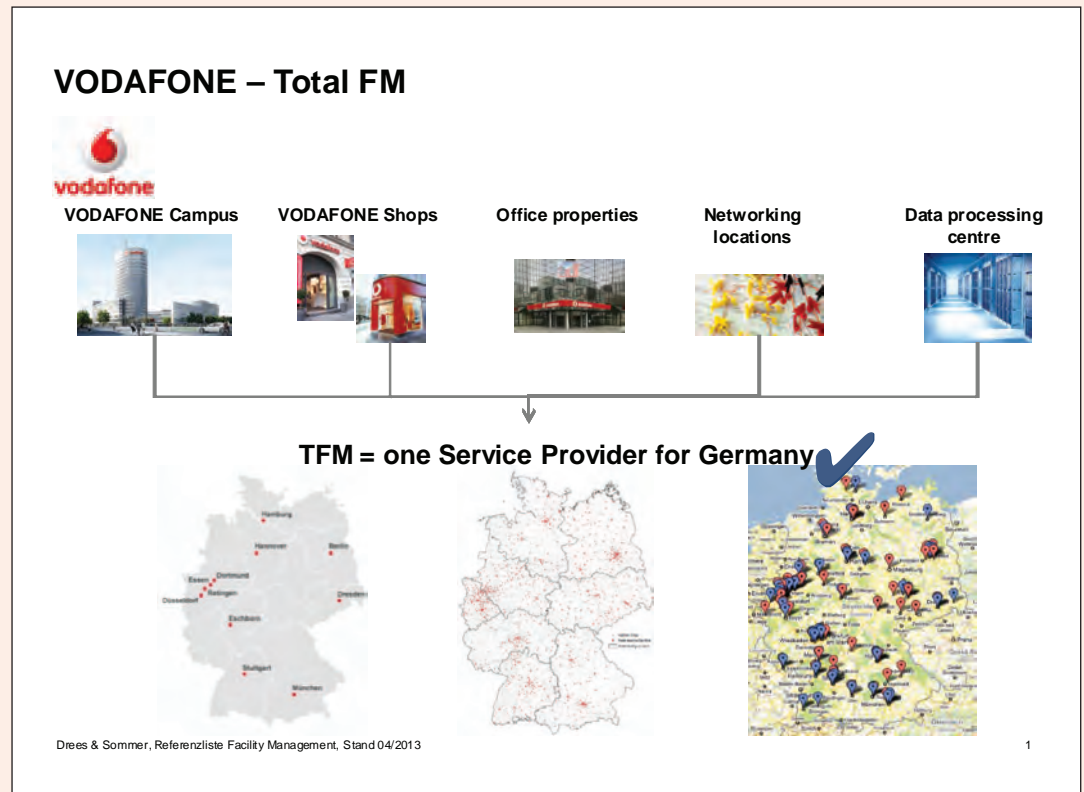 VODAFONE – Total FM
vodafone
VODAFONE Campus
VODAFONE Shops
Office properties
Networking
locations
Data processing
centre
TFM = one Service Provider for Germany
Hamburg
Hannover
Berlin
Dortmund
Essen
Ratingen
Düsseldorf
Dresden
Eschborn
Stuttgart
München
Drees & Sommer, Referenzliste Facility Management, Stand 04/2013
1